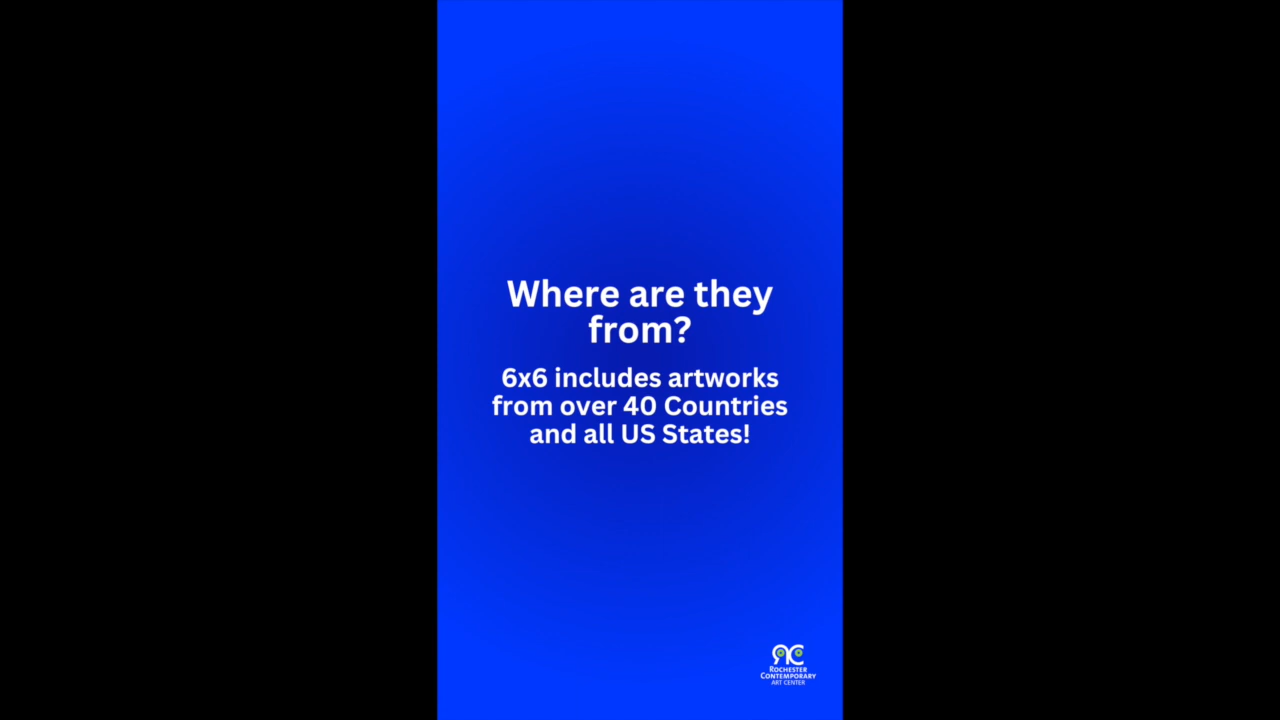 Where are they
from?
6x6 includes artworks
from over 40 Countries
and all US States!
RC
ROCHESTER
CONTEMPORARY
ART CENTER